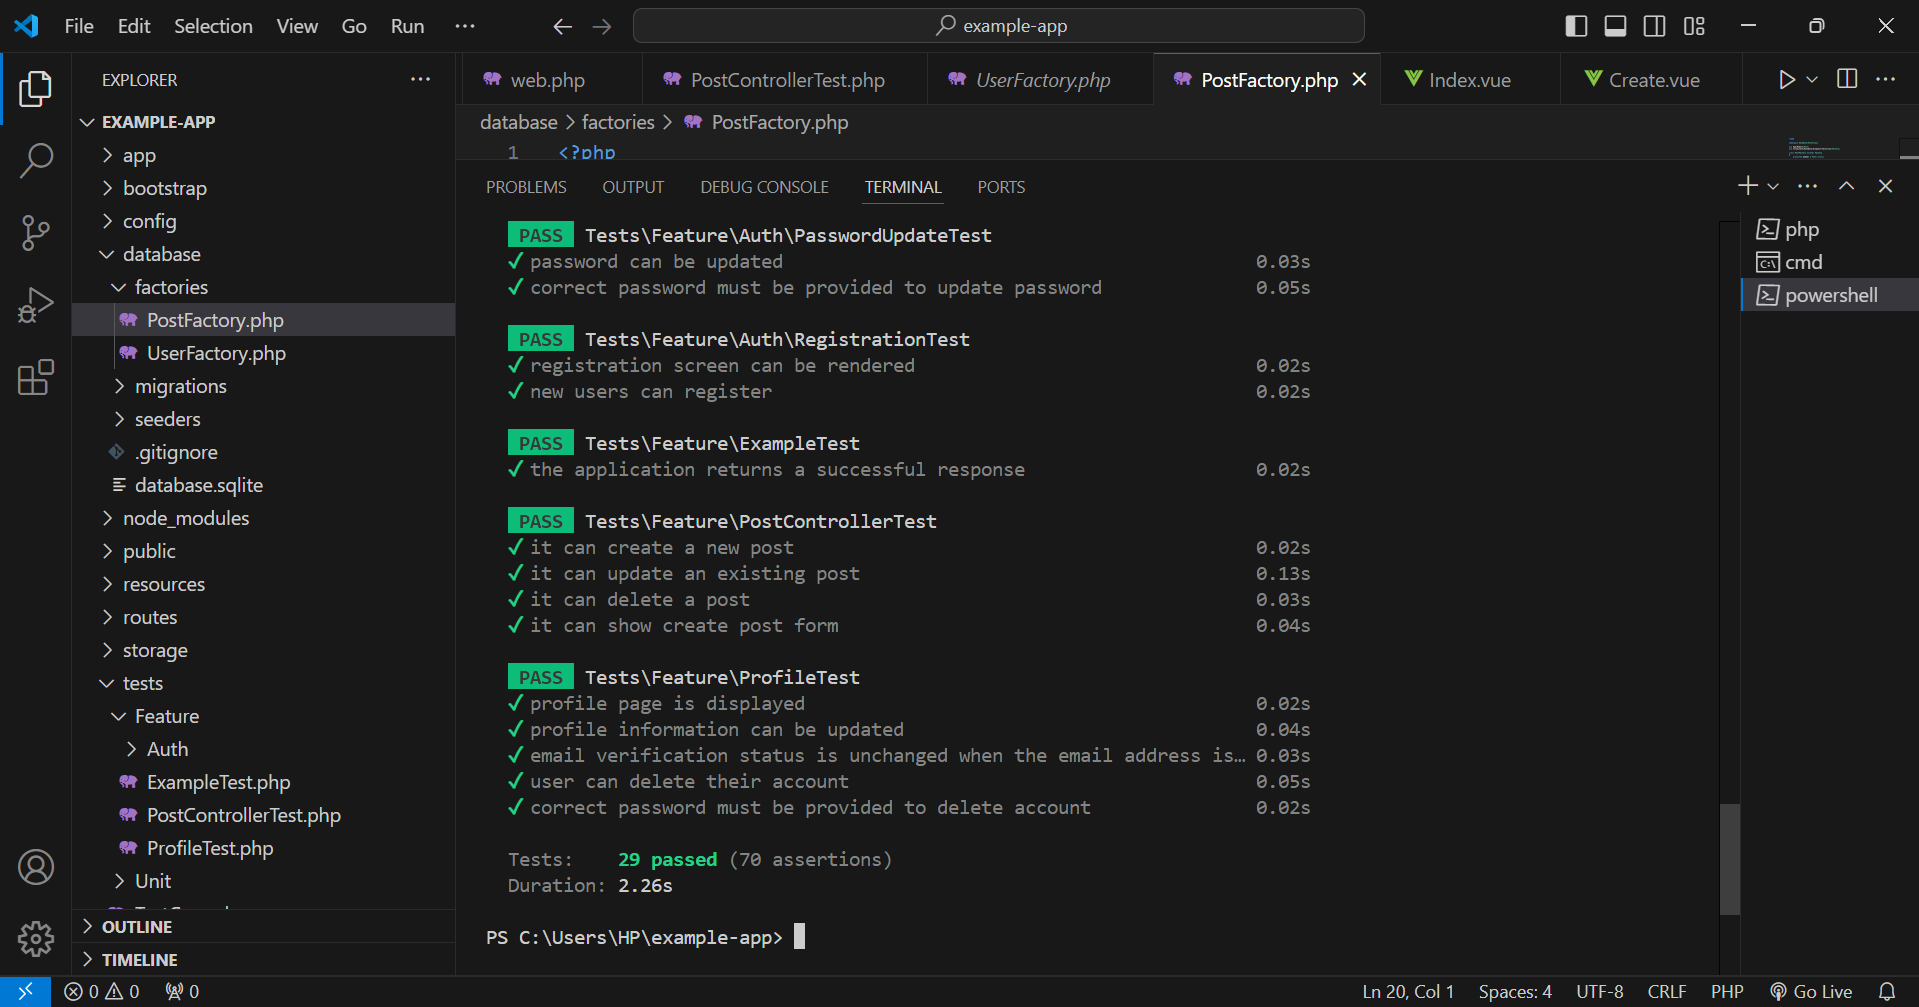 File Edit Selection View Go Run ···
example-app
EXPLORER ···
EXAMPLE-APP
app
bootstrap
config
database
factories
PostFactory.php
UserFactory.php
migrations
seeders
.gitignore
database.sqlite
node_modules
public
resources
routes
storage
tests
Feature
Auth
ExampleTest.php
PostControllerTest.php
ProfileTest.php
Unit
OUTLINE
TIMELINE
web.php PostControllerTest.php UserFactory.php PostFactory.php Index.vue Create.vue
database > factories > PostFactory.php
1 <?php
PROBLEMS OUTPUT DEBUG CONSOLE TERMINAL PORTS
PASS Tests\Feature\Auth\PasswordUpdateTest
✓ password can be updated 0.03s
✓ correct password must be provided to update password 0.05s
PASS Tests\Feature\Auth\RegistrationTest
✓ registration screen can be rendered 0.02s
✓ new users can register 0.02s
PASS Tests\Feature\ExampleTest
✓ the application returns a successful response 0.02s
PASS Tests\Feature\PostControllerTest
✓ it can create a new post 0.02s
✓ it can update an existing post 0.13s
✓ it can delete a post 0.03s
✓ it can show create post form 0.04s
PASS Tests\Feature\ProfileTest
✓ profile page is displayed 0.02s
✓ profile information can be updated 0.04s
✓ email verification status is unchanged when the email address is… 0.03s
✓ user can delete their account 0.05s
✓ correct password must be provided to delete account 0.02s
Tests: 29 passed (70 assertions)
Duration: 2.26s
PS C:\Users\HP\example-app>
php
cmd
powershell
0 0 0
Ln 20, Col 1 Spaces: 4 UTF-8 CRLF PHP Go Live